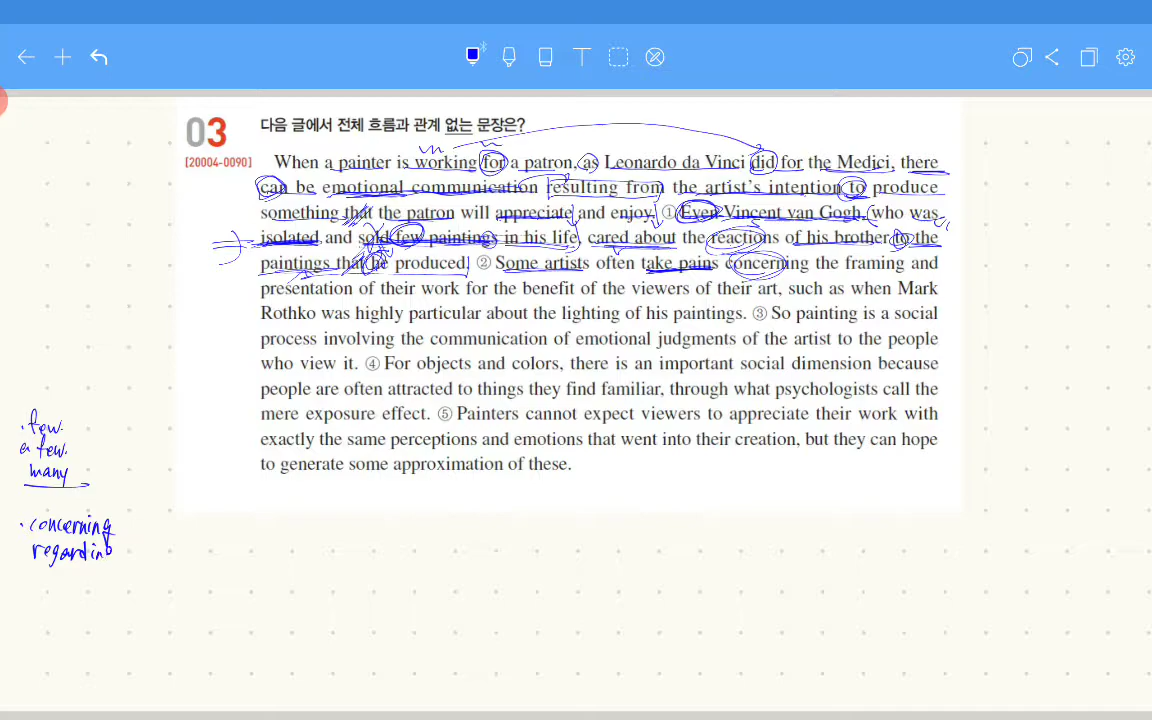 03
[20004-0090]
다음 글에서 전체 흐름과 관계 없는 문장은?
When a painter is working for a patron, as Leonardo da Vinci did for the Medici, there
can be emotional communication resulting from the artist's intention to produce
something that the patron will appreciate and enjoy. ① Even Vincent van Gogh, who was
isolated and sold few paintings in his life, cared about the reactions of his brother to the
paintings that he produced. ② Some artists often take pains concerning the framing and
presentation of their work for the benefit of the viewers of their art, such as when Mark
Rothko was highly particular about the lighting of his paintings. ③ So painting is a social
process involving the communication of emotional judgments of the artist to the people
who view it. ④ For objects and colors, there is an important social dimension because
people are often attracted to things they find familiar, through what psychologists call the
mere exposure effect. ⑤ Painters cannot expect viewers to appreciate their work with
exactly the same perceptions and emotions that went into their creation, but they can hope
to generate some approximation of these.
· few.
a few.
many
· concerning
regarding